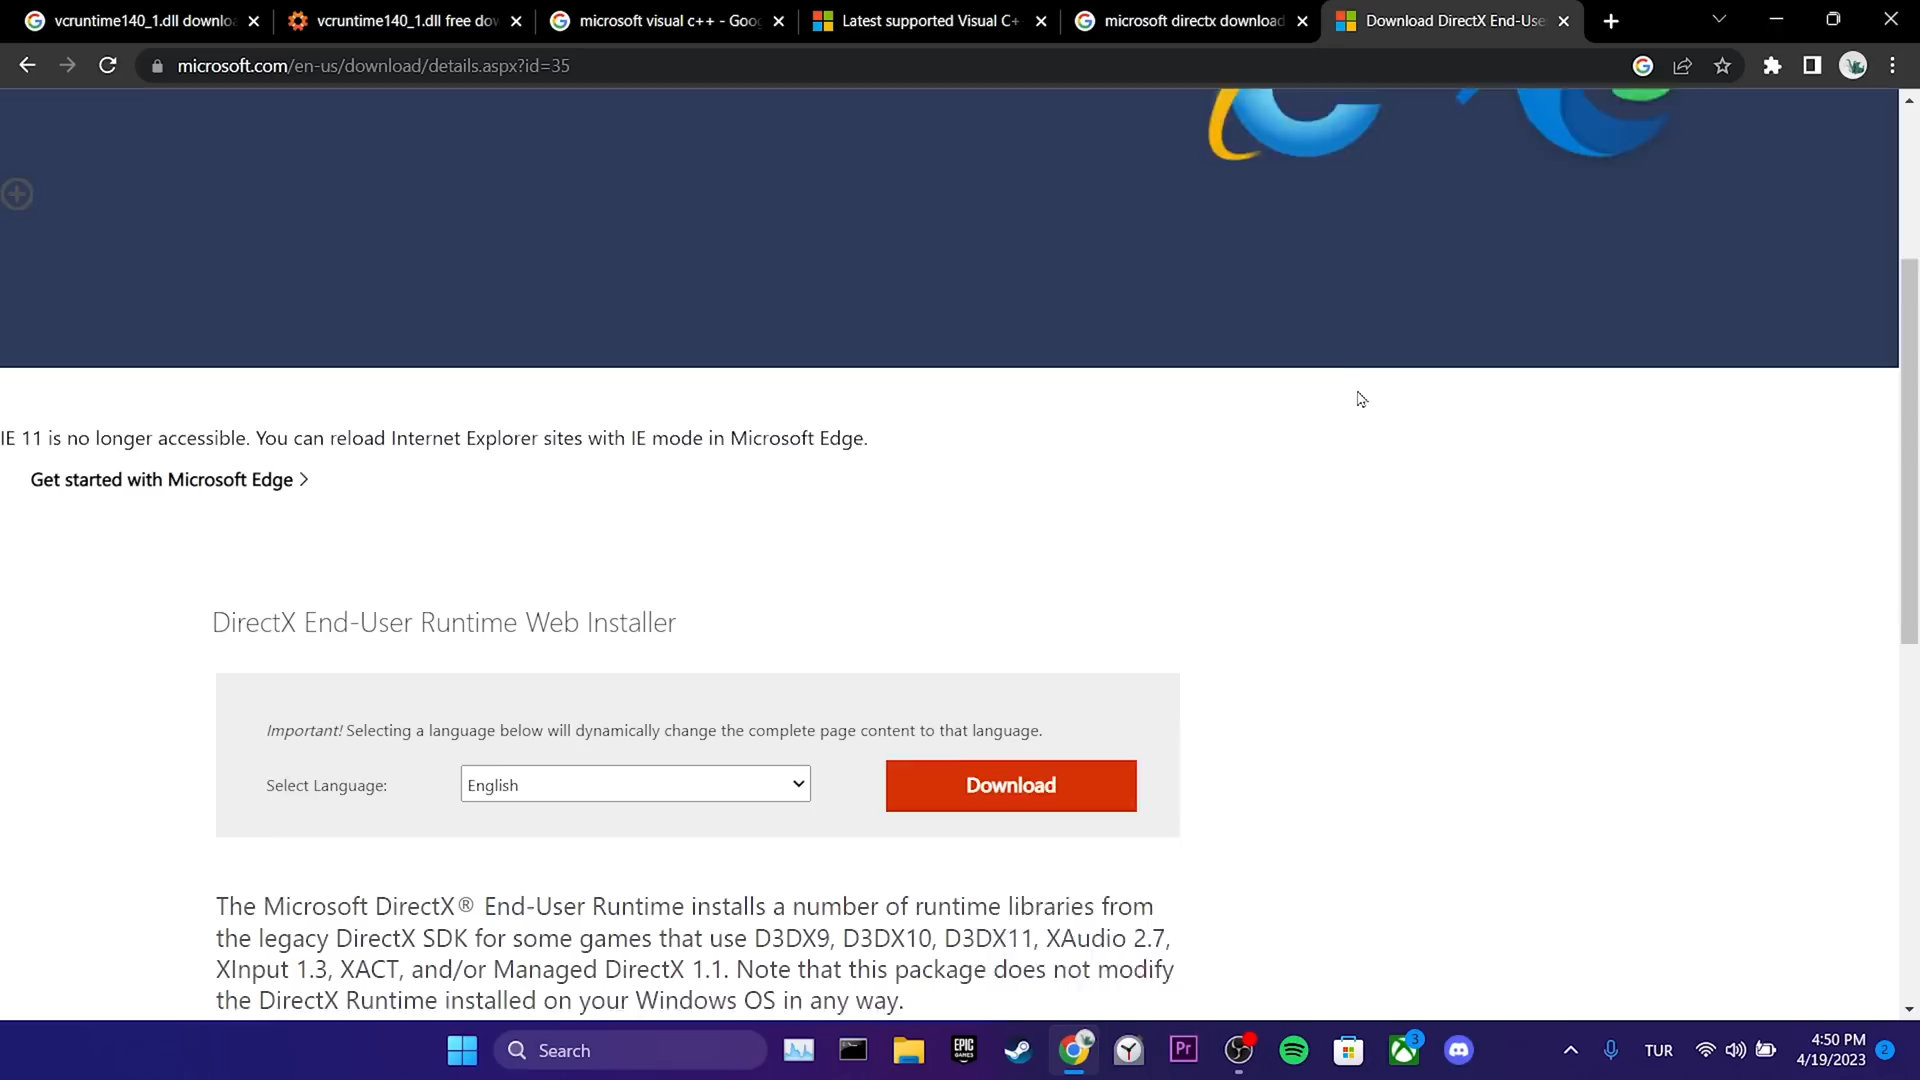 vcruntime140_1.dll downlo
vcruntime140_1.dll free do
microsoft visual c++ - Goo
Latest supported Visual C+
microsoft directx download
Download DirectX End-Use
microsoft.com/en-us/download/details.aspx?id=35
IE 11 is no longer accessible. You can reload Internet Explorer sites with IE mode in Microsoft Edge.
Get started with Microsoft Edge >
DirectX End-User Runtime Web Installer
Important! Selecting a language below will dynamically change the complete page content to that language.
Select Language:
English
Download
The Microsoft DirectX® End-User Runtime installs a number of runtime libraries from
the legacy DirectX SDK for some games that use D3DX9, D3DX10, D3DX11, XAudio 2.7,
XInput 1.3, XACT, and/or Managed DirectX 1.1. Note that this package does not modify
the DirectX Runtime installed on your Windows OS in any way.
Search
EPIC GAMES
Pr
3
TUR
4:50 PM
4/19/2023
2